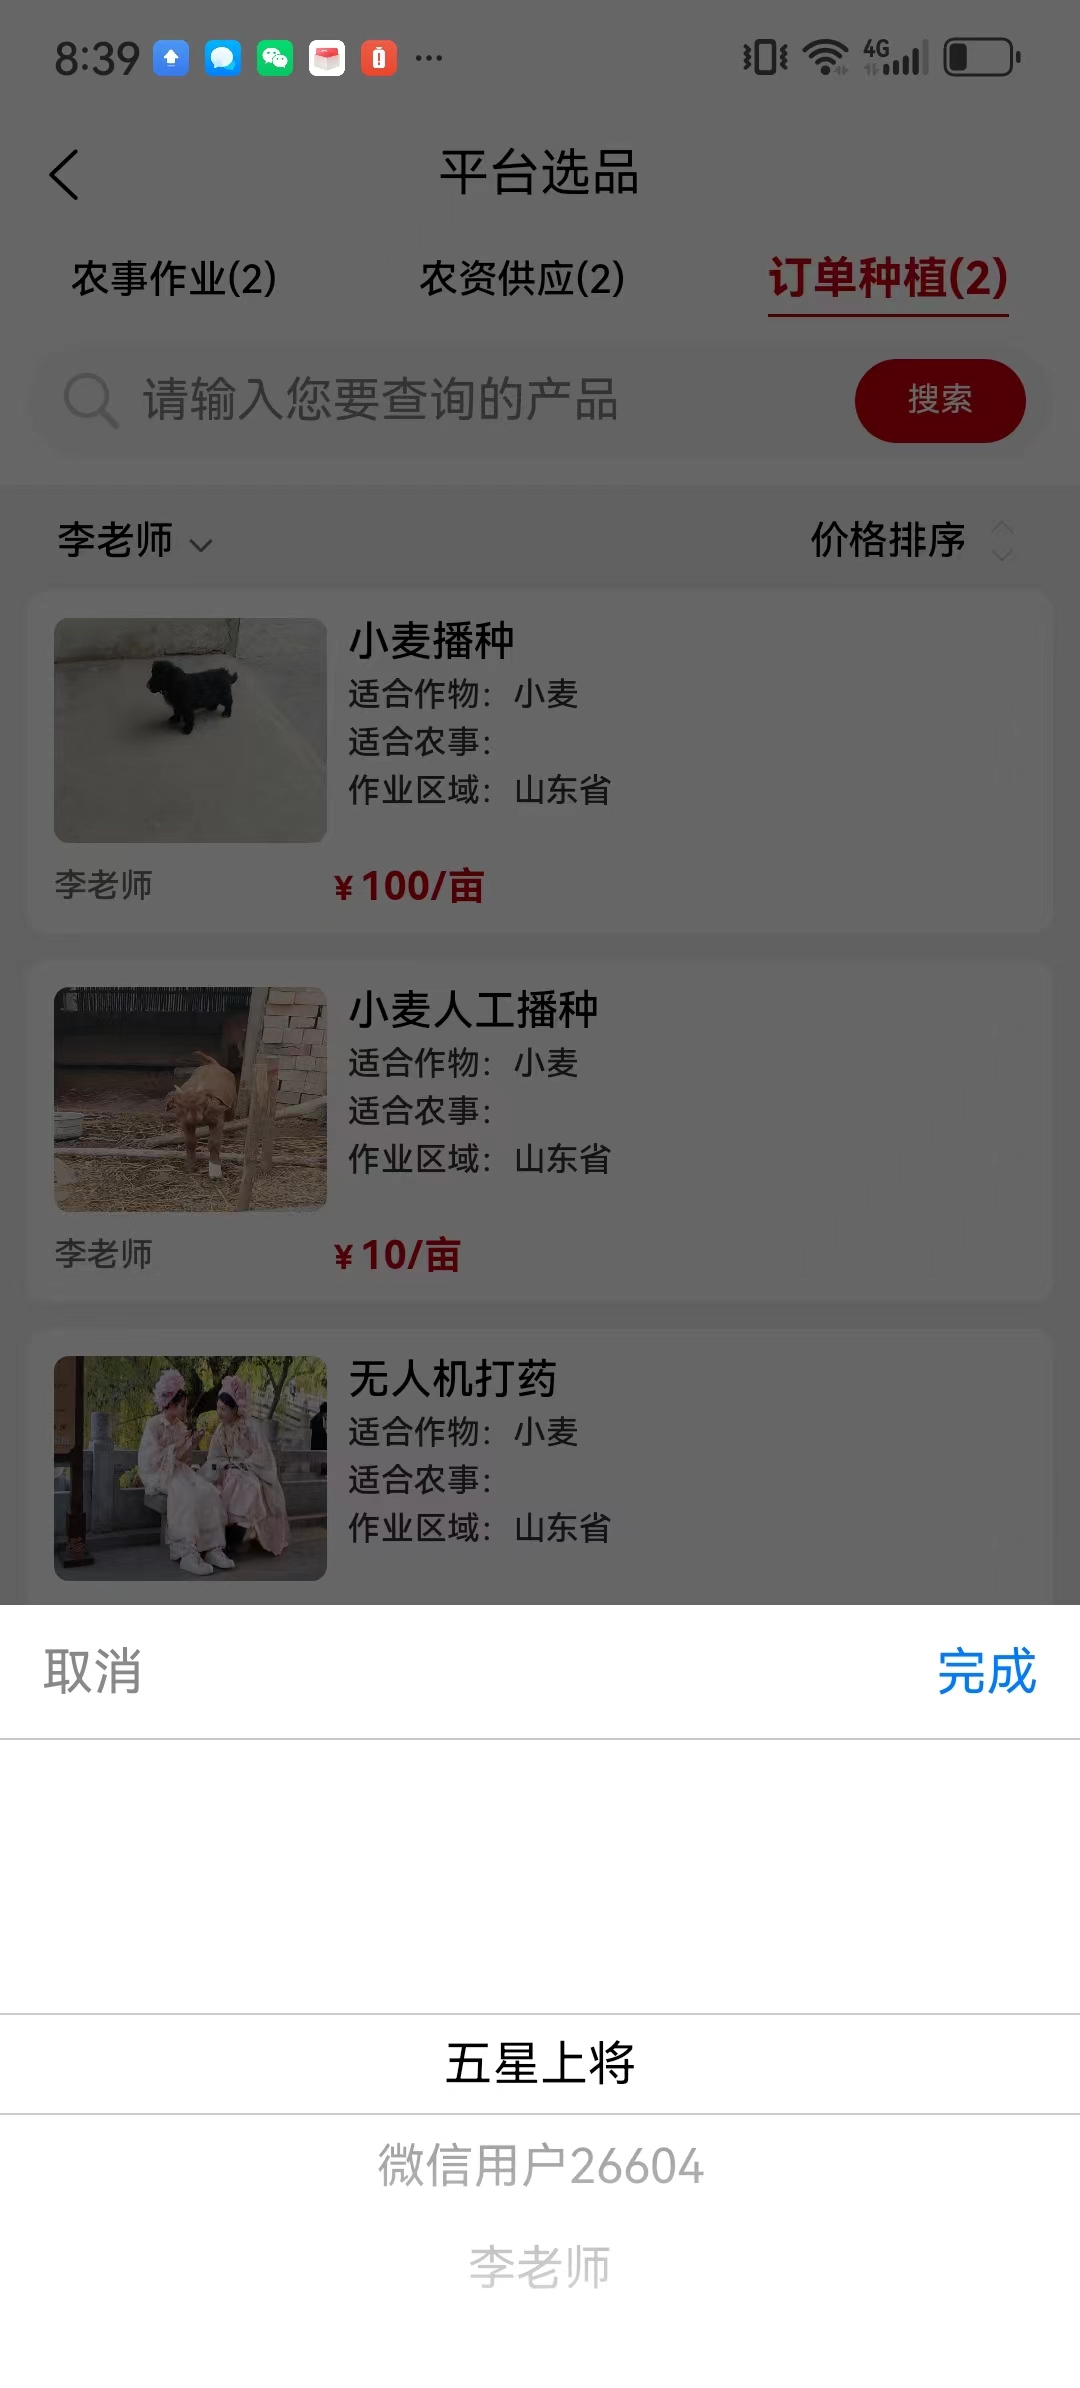 8:39
4G
平台选品
农事作业(2) 农资供应(2) 订单种植(2)
请输入您要查询的产品 搜索
李老师 价格排序
小麦播种
适合作物：小麦
适合农事：
作业区域：山东省
李老师 ¥100/亩
小麦人工播种
适合作物：小麦
适合农事：
作业区域：山东省
李老师 ¥10/亩
无人机打药
适合作物：小麦
适合农事：
作业区域：山东省
取消 完成
五星上将
微信用户26604
李老师